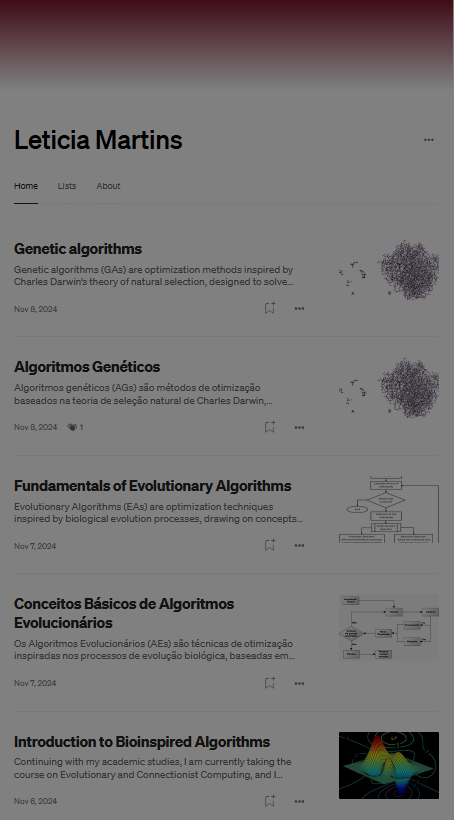 Leticia Martins
Home
Lists
About
Genetic algorithms
Genetic algorithms (GAs) are optimization methods inspired by
Charles Darwin's theory of natural selection, designed to solve…
Nov 8, 2024
Algoritmos Genéticos
Algoritmos genéticos (AGs) são métodos de otimização
baseados na teoria de seleção natural de Charles Darwin,…
Nov 8, 2024
1
Fundamentals of Evolutionary Algorithms
Evolutionary Algorithms (EAs) are optimization techniques
inspired by biological evolution processes, drawing on concepts…
Nov 7, 2024
Conceitos Básicos de Algoritmos
Evolucionários
Os Algoritmos Evolucionários (AEs) são técnicas de otimização
inspiradas nos processos de evolução biológica, baseadas em…
Nov 7, 2024
Introduction to Bioinspired Algorithms
Continuing with my academic studies, I am currently taking the
course on Evolutionary and Connectionist Computing, and I…
Nov 6, 2024